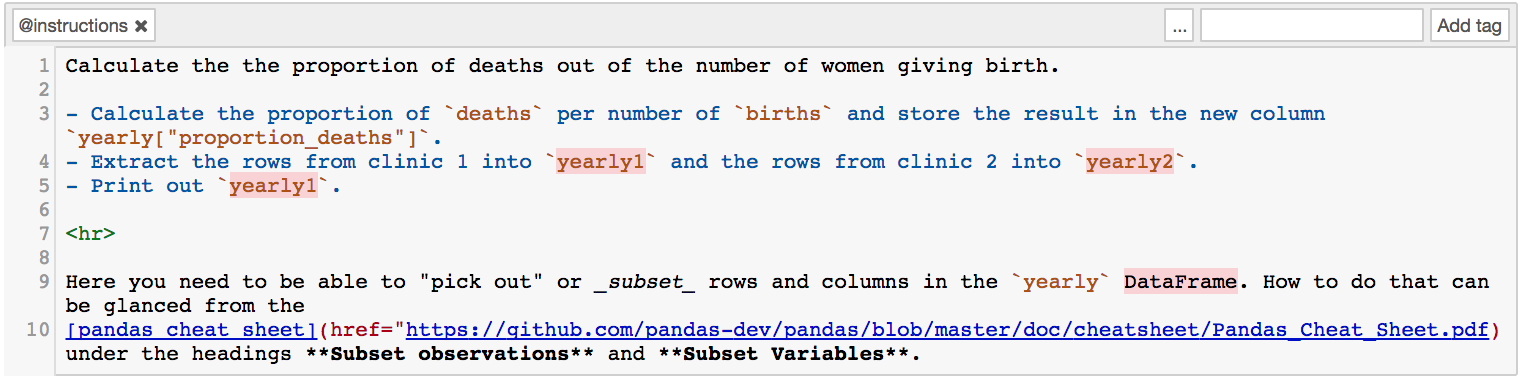 @instructions ✖ ... Add tag
1 Calculate the the proportion of deaths out of the number of women giving birth.
2
3 - Calculate the proportion of `deaths` per number of `births` and store the result in the new column
`yearly["proportion_deaths"]`.
4 - Extract the rows from clinic 1 into `yearly1` and the rows from clinic 2 into `yearly2`.
5 - Print out `yearly1`.
6
7 <hr>
8
9 Here you need to be able to "pick out" or _subset_ rows and columns in the `yearly` DataFrame. How to do that can
be glanced from the
10 [pandas cheat sheet](href="https://github.com/pandas-dev/pandas/blob/master/doc/cheatsheet/Pandas_Cheat_Sheet.pdf)
under the headings **Subset observations** and **Subset Variables**.